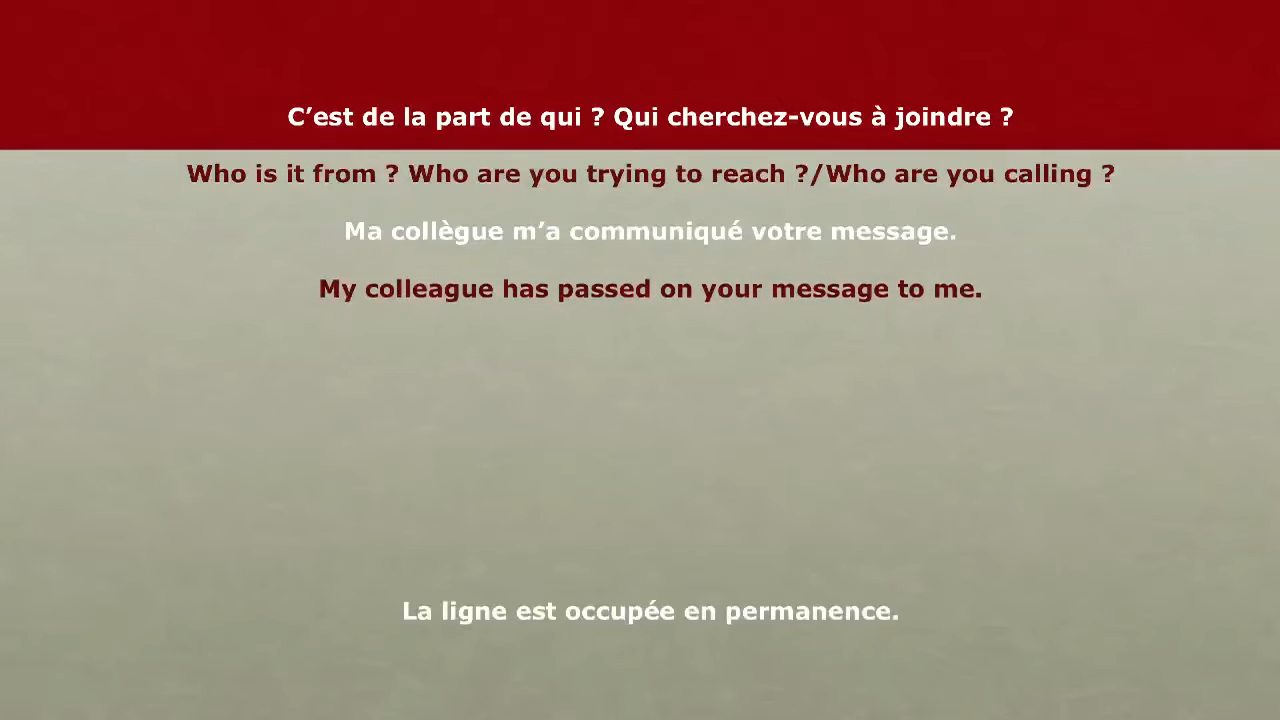 C’est de la part de qui ? Qui cherchez-vous à joindre ?
Who is it from ? Who are you trying to reach ?/Who are you calling ?
Ma collègue m’a communiqué votre message.
My colleague has passed on your message to me.
La ligne est occupée en permanence.